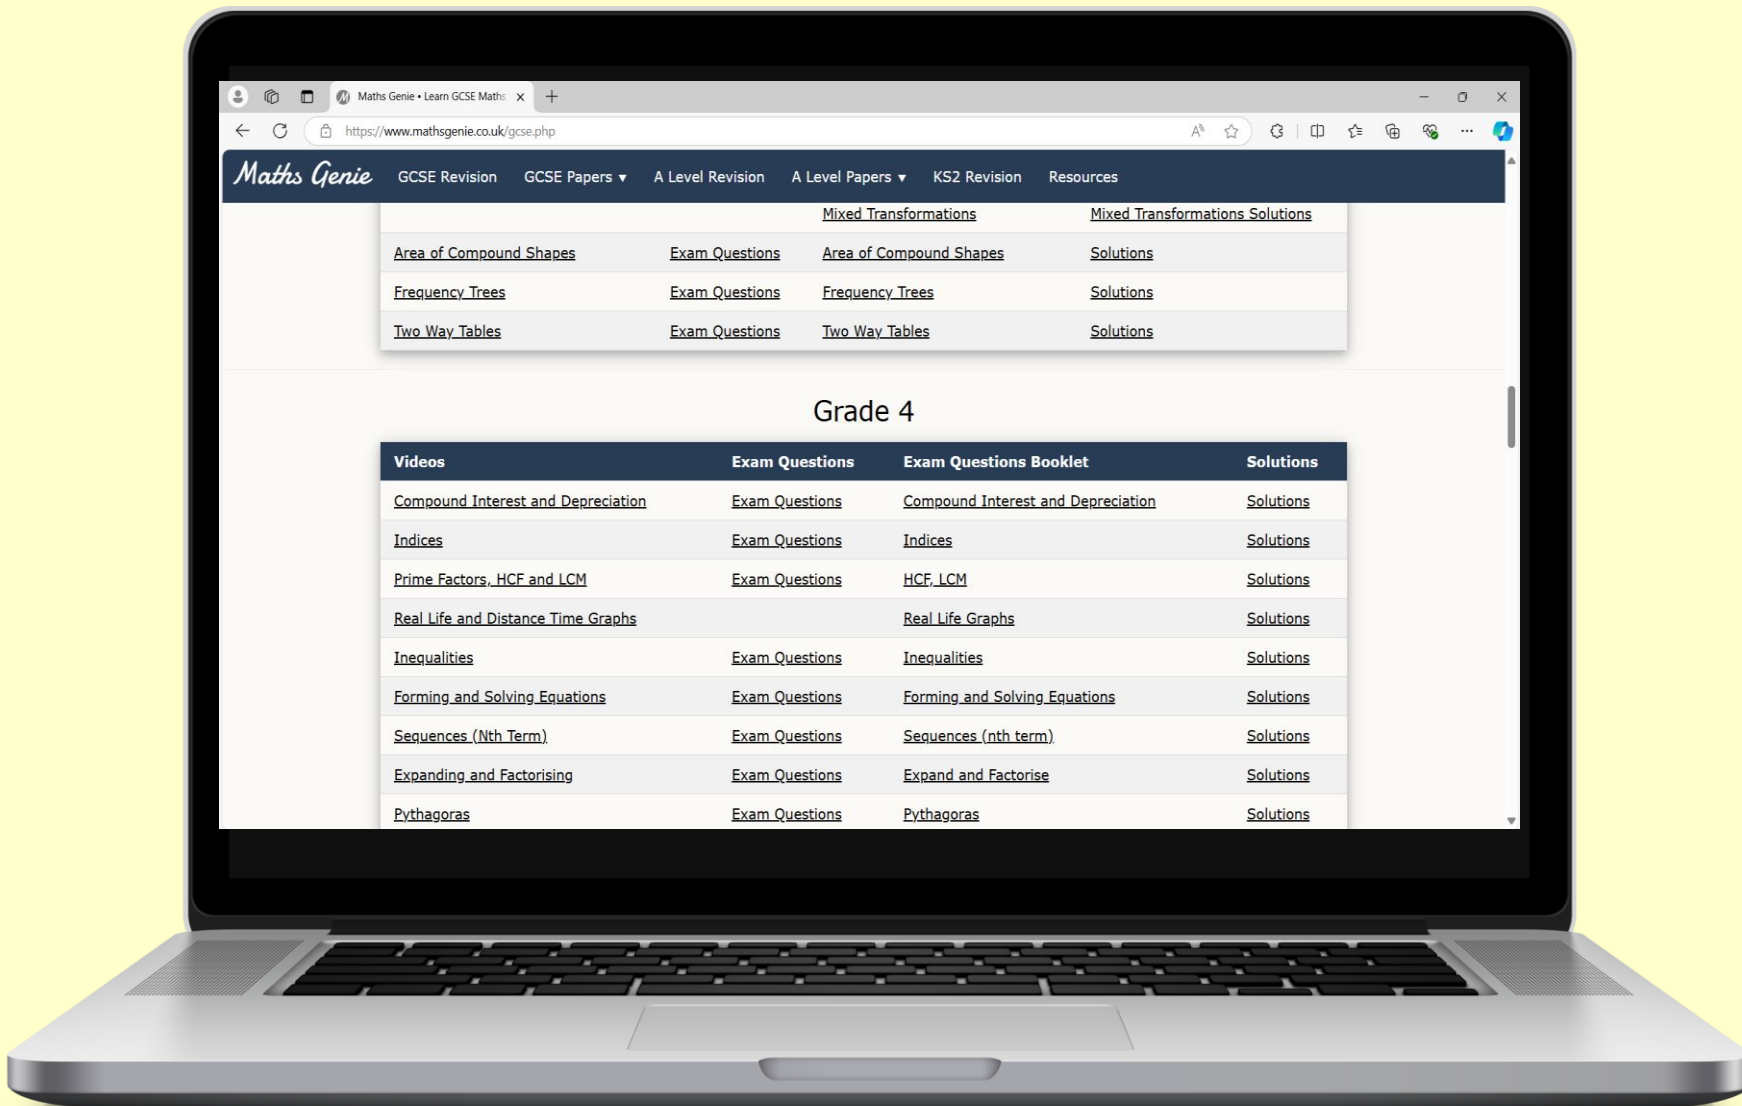 Maths Genie • Learn GCSE Maths
https://www.mathsgenie.co.uk/gcse.php
Maths Genie GCSE Revision GCSE Papers ▼ A Level Revision A Level Papers ▼ KS2 Revision Resources
Mixed Transformations Mixed Transformations Solutions
Area of Compound Shapes Exam Questions Area of Compound Shapes Solutions
Frequency Trees Exam Questions Frequency Trees Solutions
Two Way Tables Exam Questions Two Way Tables Solutions
Grade 4
Videos Exam Questions Exam Questions Booklet Solutions
Compound Interest and Depreciation Exam Questions Compound Interest and Depreciation Solutions
Indices Exam Questions Indices Solutions
Prime Factors, HCF and LCM Exam Questions HCF, LCM Solutions
Real Life and Distance Time Graphs Real Life Graphs Solutions
Inequalities Exam Questions Inequalities Solutions
Forming and Solving Equations Exam Questions Forming and Solving Equations Solutions
Sequences (Nth Term) Exam Questions Sequences (nth term) Solutions
Expanding and Factorising Exam Questions Expand and Factorise Solutions
Pythagoras Exam Questions Pythagoras Solutions